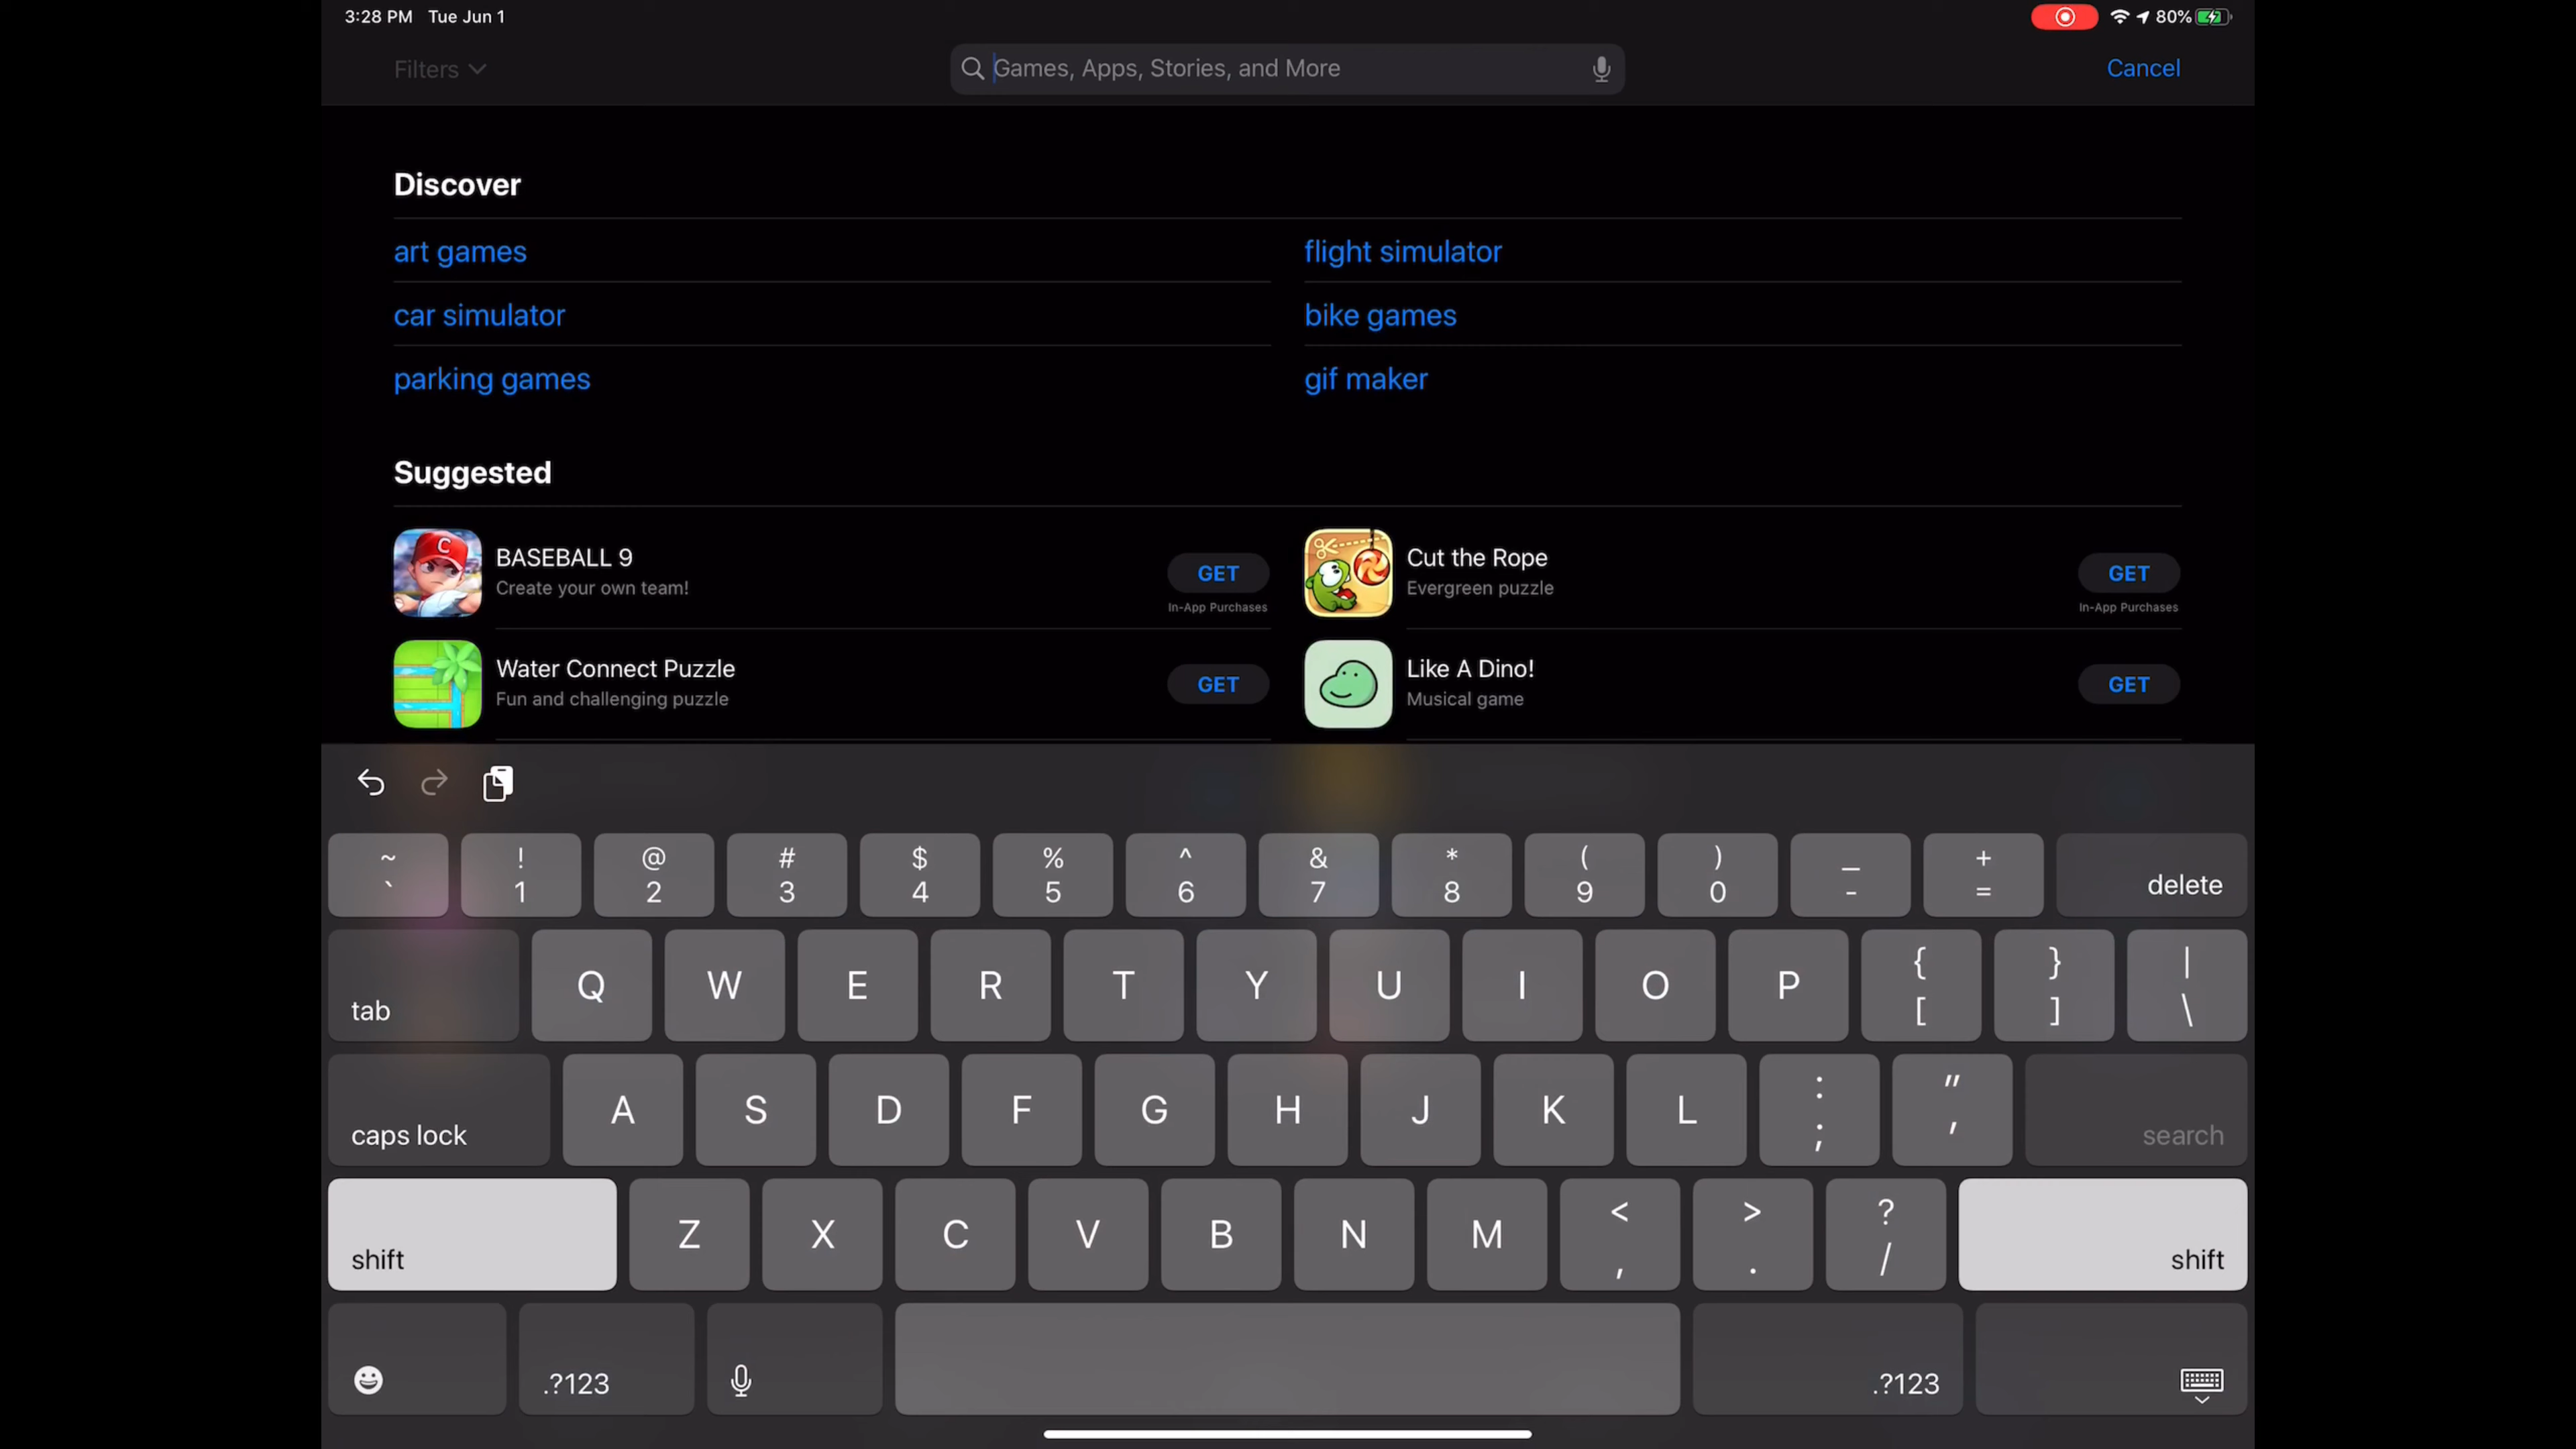 3:28 PM Tue Jun 1
80%
Filters
Games, Apps, Stories, and More
Cancel
Discover
art games
flight simulator
car simulator
bike games
parking games
gif maker
Suggested
BASEBALL 9
Create your own team!
GET
In-App Purchases
Cut the Rope
Evergreen puzzle
GET
In-App Purchases
Water Connect Puzzle
Fun and challenging puzzle
GET
Like A Dino!
Musical game
GET
~ ! @ # $ % ^ & * ( ) _ +
` 1 2 3 4 5 6 7 8 9 0 - = delete
tab Q W E R T Y U I O P { [ } ] | \
caps lock A S D F G H J K L : ; " ' search
shift Z X C V B N M < , > . ? / shift
.?123 .?123